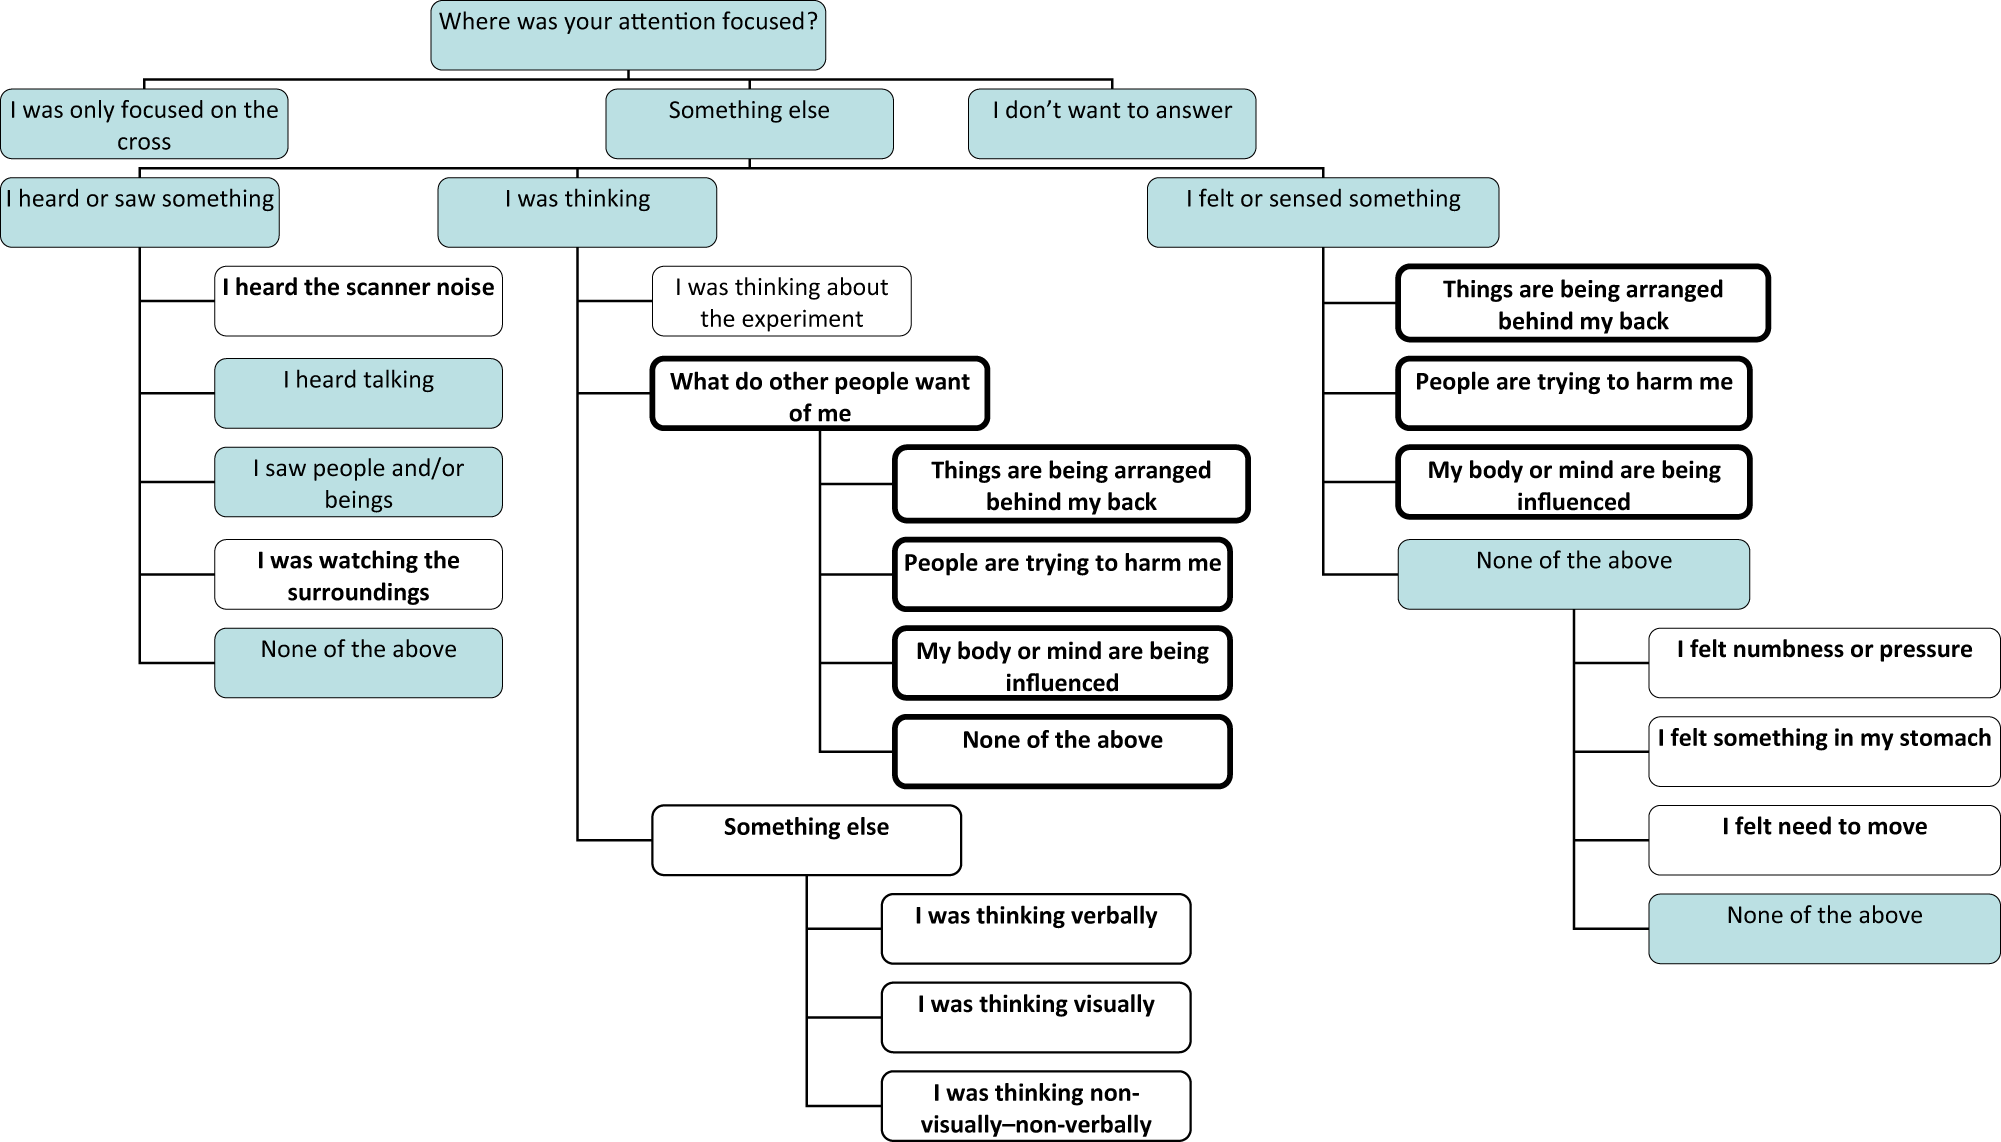 Where was your attention focused?
I was only focused on the
cross
Something else
I don't want to answer
I heard or saw something
I was thinking
I felt or sensed something
I heard the scanner noise
I heard talking
I saw people and/or
beings
I was watching the
surroundings
None of the above
I was thinking about
the experiment
What do other people want
of me
Things are being arranged
behind my back
People are trying to harm me
My body or mind are being
influenced
None of the above
Something else
I was thinking verbally
I was thinking visually
I was thinking non-
visually–non-verbally
Things are being arranged
behind my back
People are trying to harm me
My body or mind are being
influenced
None of the above
I felt numbness or pressure
I felt something in my stomach
I felt need to move
None of the above